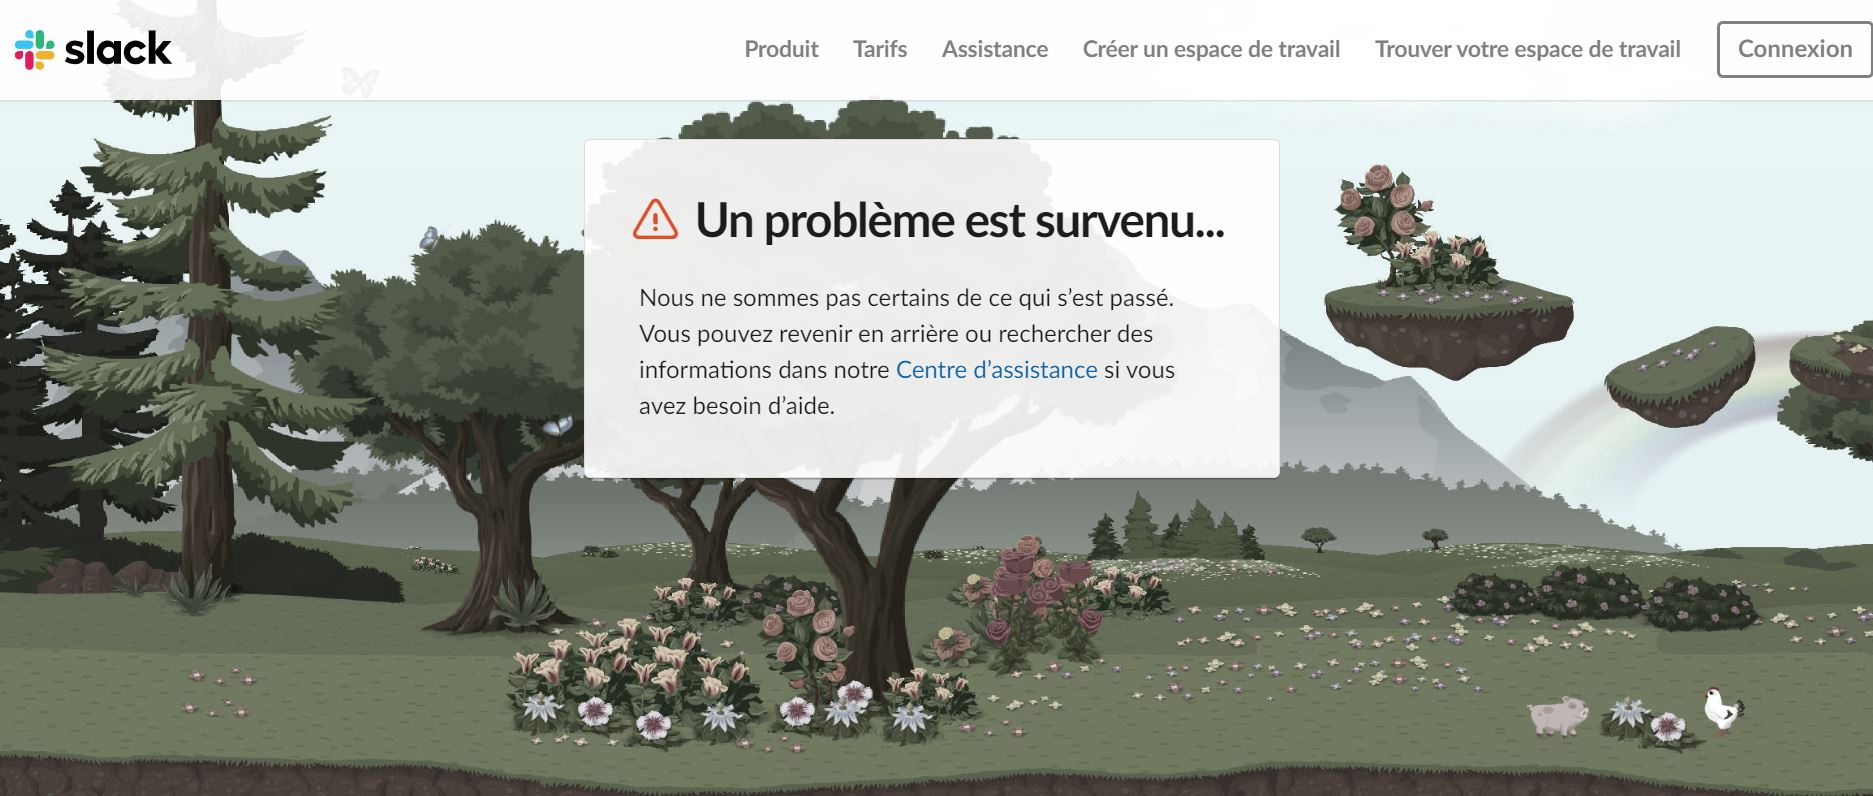 slack
Produit
Tarifs
Assistance
Créer un espace de travail
Trouver votre espace de travail
Connexion
Un problème est survenu...
Nous ne sommes pas certains de ce qui s’est passé.
Vous pouvez revenir en arrière ou rechercher des
informations dans notre Centre d’assistance si vous
avez besoin d’aide.